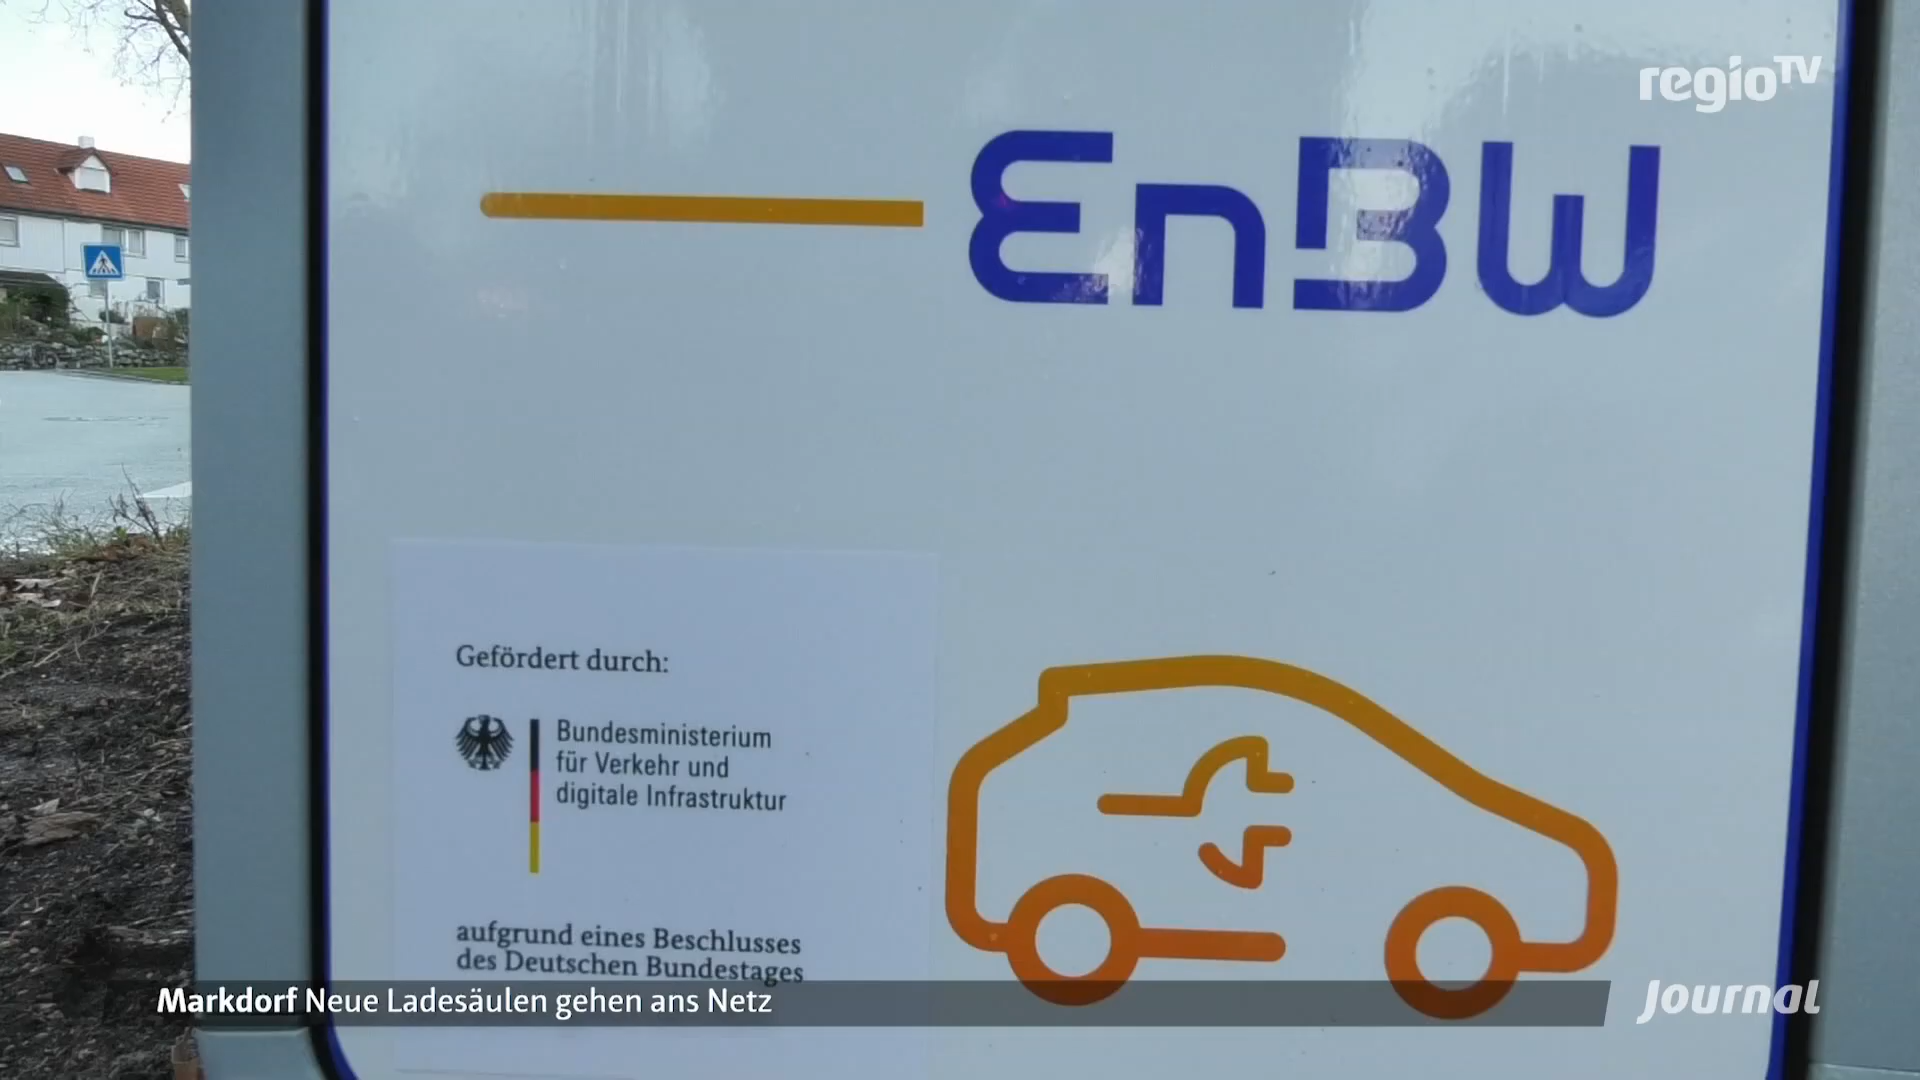 regioTV
EnBW
Gefördert durch:
Bundesministerium
für Verkehr und
digitale Infrastruktur
aufgrund eines Beschlusses
des Deutschen Bundestages
Markdorf Neue Ladesäulen gehen ans Netz
Journal